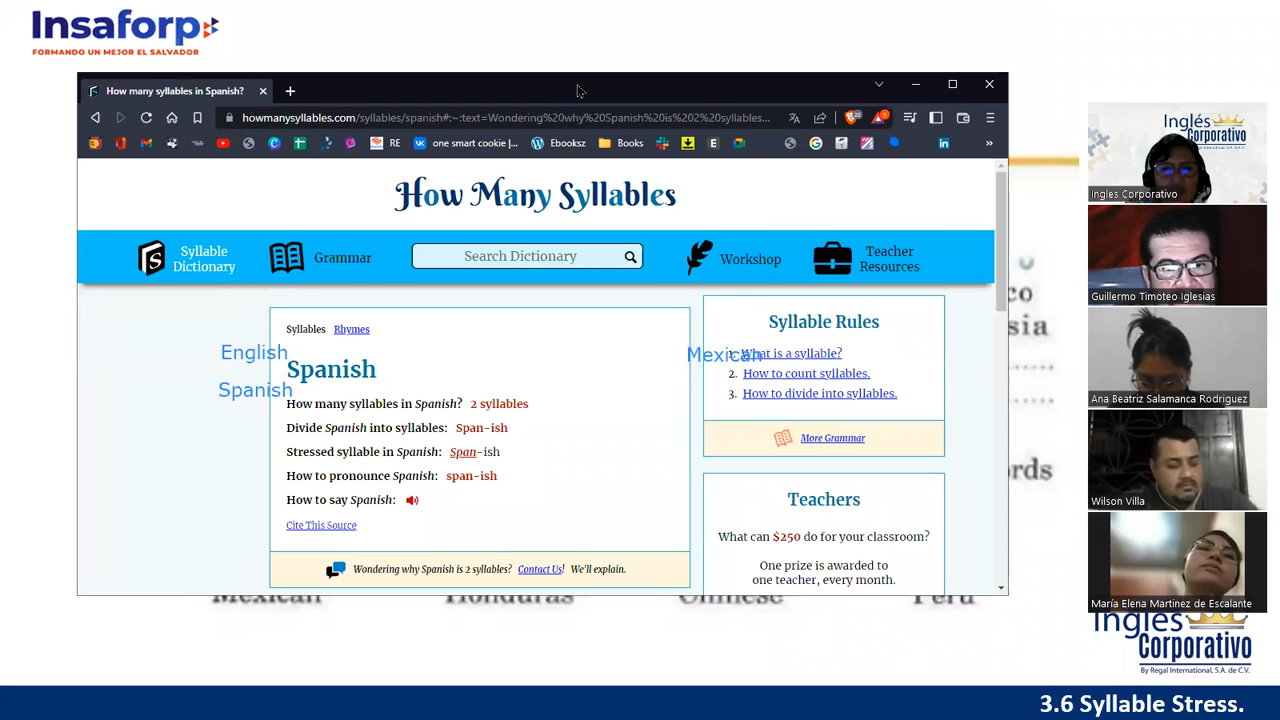 Insaforp
FORMANDO UN MEJOR EL SALVADOR
How many syllables in Spanish?
howmanysyllables.com/syllables/spanish#:~:text=Wondering%20why%20Spanish%20is%202%20syllables...
RE
one smart cookie |...
Ebooksz
Books
How Many Syllables
Syllable Dictionary
Grammar
Search Dictionary
Workshop
Teacher Resources
Syllables Rhymes
English
Spanish
Spanish
How many syllables in Spanish? 2 syllables
Divide Spanish into syllables: Span-ish
Stressed syllable in Spanish: Span-ish
How to pronounce Spanish: span-ish
How to say Spanish:
Cite This Source
Wondering why Spanish is 2 syllables? Contact Us! We'll explain.
Syllable Rules
Mexican
1. What is a syllable?
2. How to count syllables.
3. How to divide into syllables.
More Grammar
Teachers
What can $250 do for your classroom?
One prize is awarded to
one teacher, every month.
Mexican Honduras Chinese Peru
Inglés
Corporativo
Ingles Corporativo
Guillermo Timoteo Iglesias
Ana Beatriz Salamanca Rodriguez
Wilson Villa
María Elena Martinez de Escalante
Inglés
Corporativo
By Regal International, S.A. de C.V.
3.6 Syllable Stress.